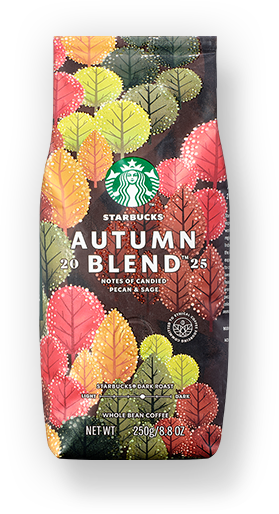 STARBUCKS
AUTUMN
20 BLEND™ 25
NOTES OF CANDIED
PECAN & SAGE
STARBUCKS DARK ROAST
LIGHT DARK
WHOLE BEAN COFFEE
NET WT 250g/8.8 OZ